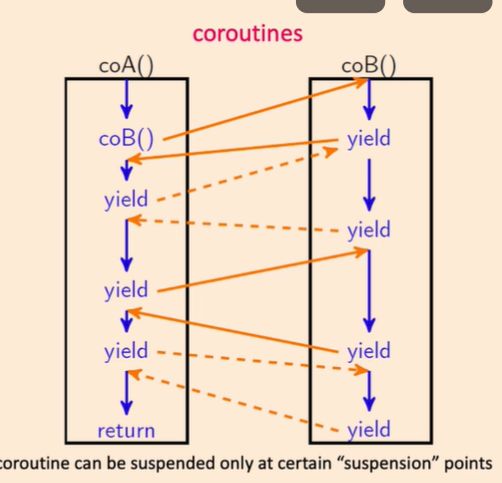 coroutines
coA() coB()
coB() yield
yield
yield
yield
yield yield
return yield
coroutine can be suspended only at certain “suspension” points